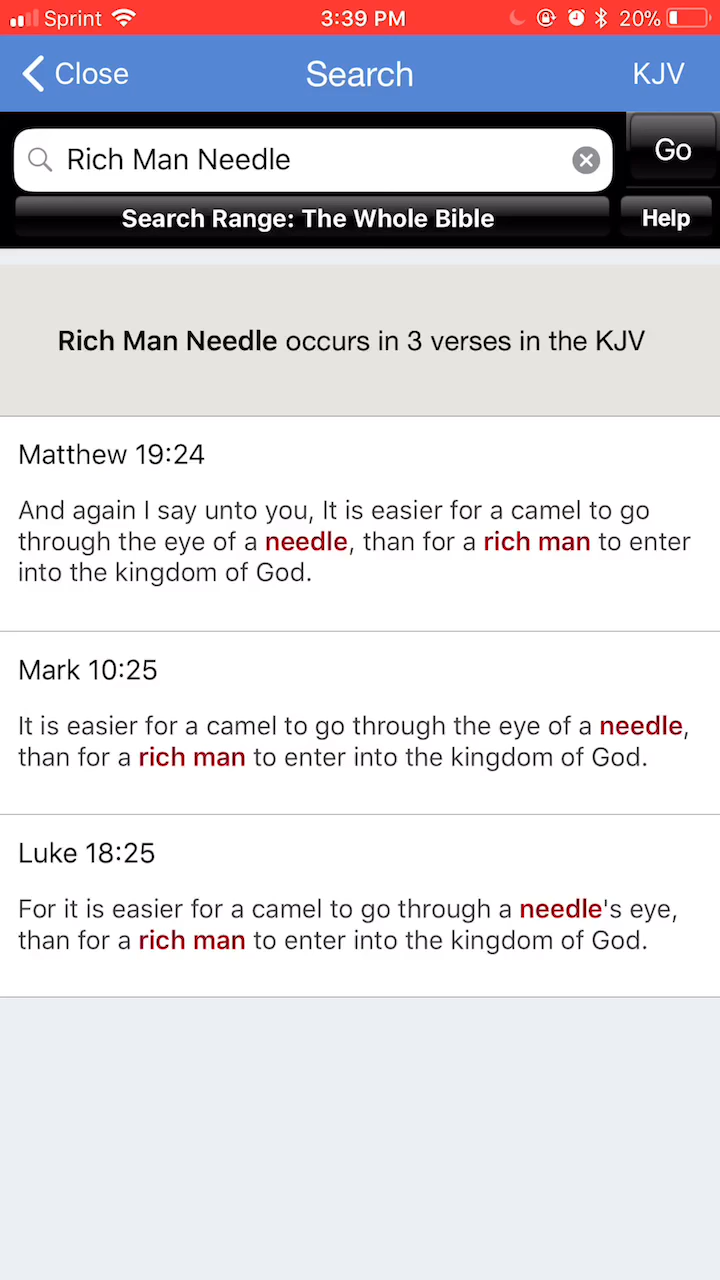 Sprint 3:39 PM 20%
Close Search KJV
Rich Man Needle
Go
Search Range: The Whole Bible
Help
Rich Man Needle occurs in 3 verses in the KJV
Matthew 19:24
And again I say unto you, It is easier for a camel to go
through the eye of a needle, than for a rich man to enter
into the kingdom of God.
Mark 10:25
It is easier for a camel to go through the eye of a needle,
than for a rich man to enter into the kingdom of God.
Luke 18:25
For it is easier for a camel to go through a needle's eye,
than for a rich man to enter into the kingdom of God.